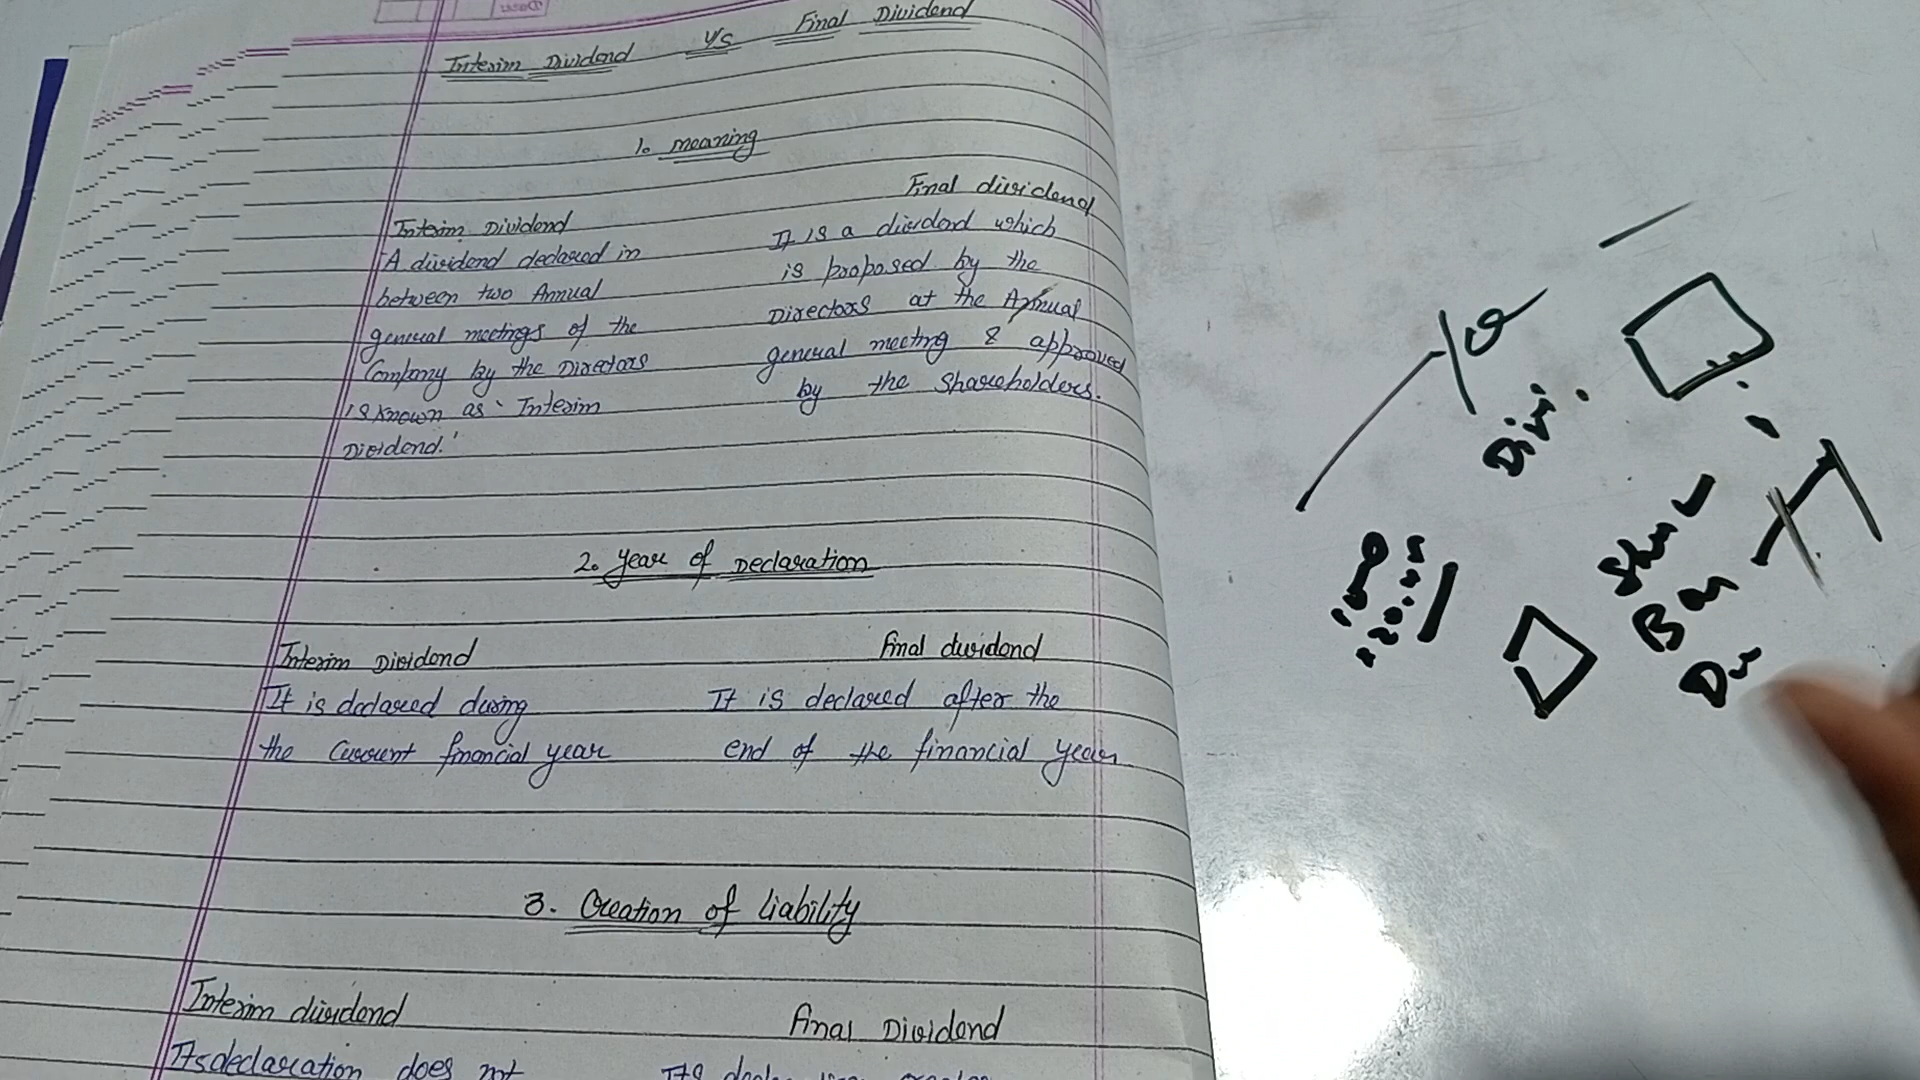 Interim Dividend V/S Final Dividend
1. meaning
Interim Dividend
A dividend declared in
between two Annual
general meetings of the
Company by the Directors
is known as 'Interim
Dividend.'
Final dividend
It is a dividend which
is proposed by the
Directors at the Annual
general meeting & approved
by the Shareholders.
2. Year of Declaration
Interim Dividend
It is declared during
the Current financial year
Final dividend
It is declared after the
end of the financial year
3. Creation of liability
Interim dividend
Its declaration does not
Final Dividend
Divi.